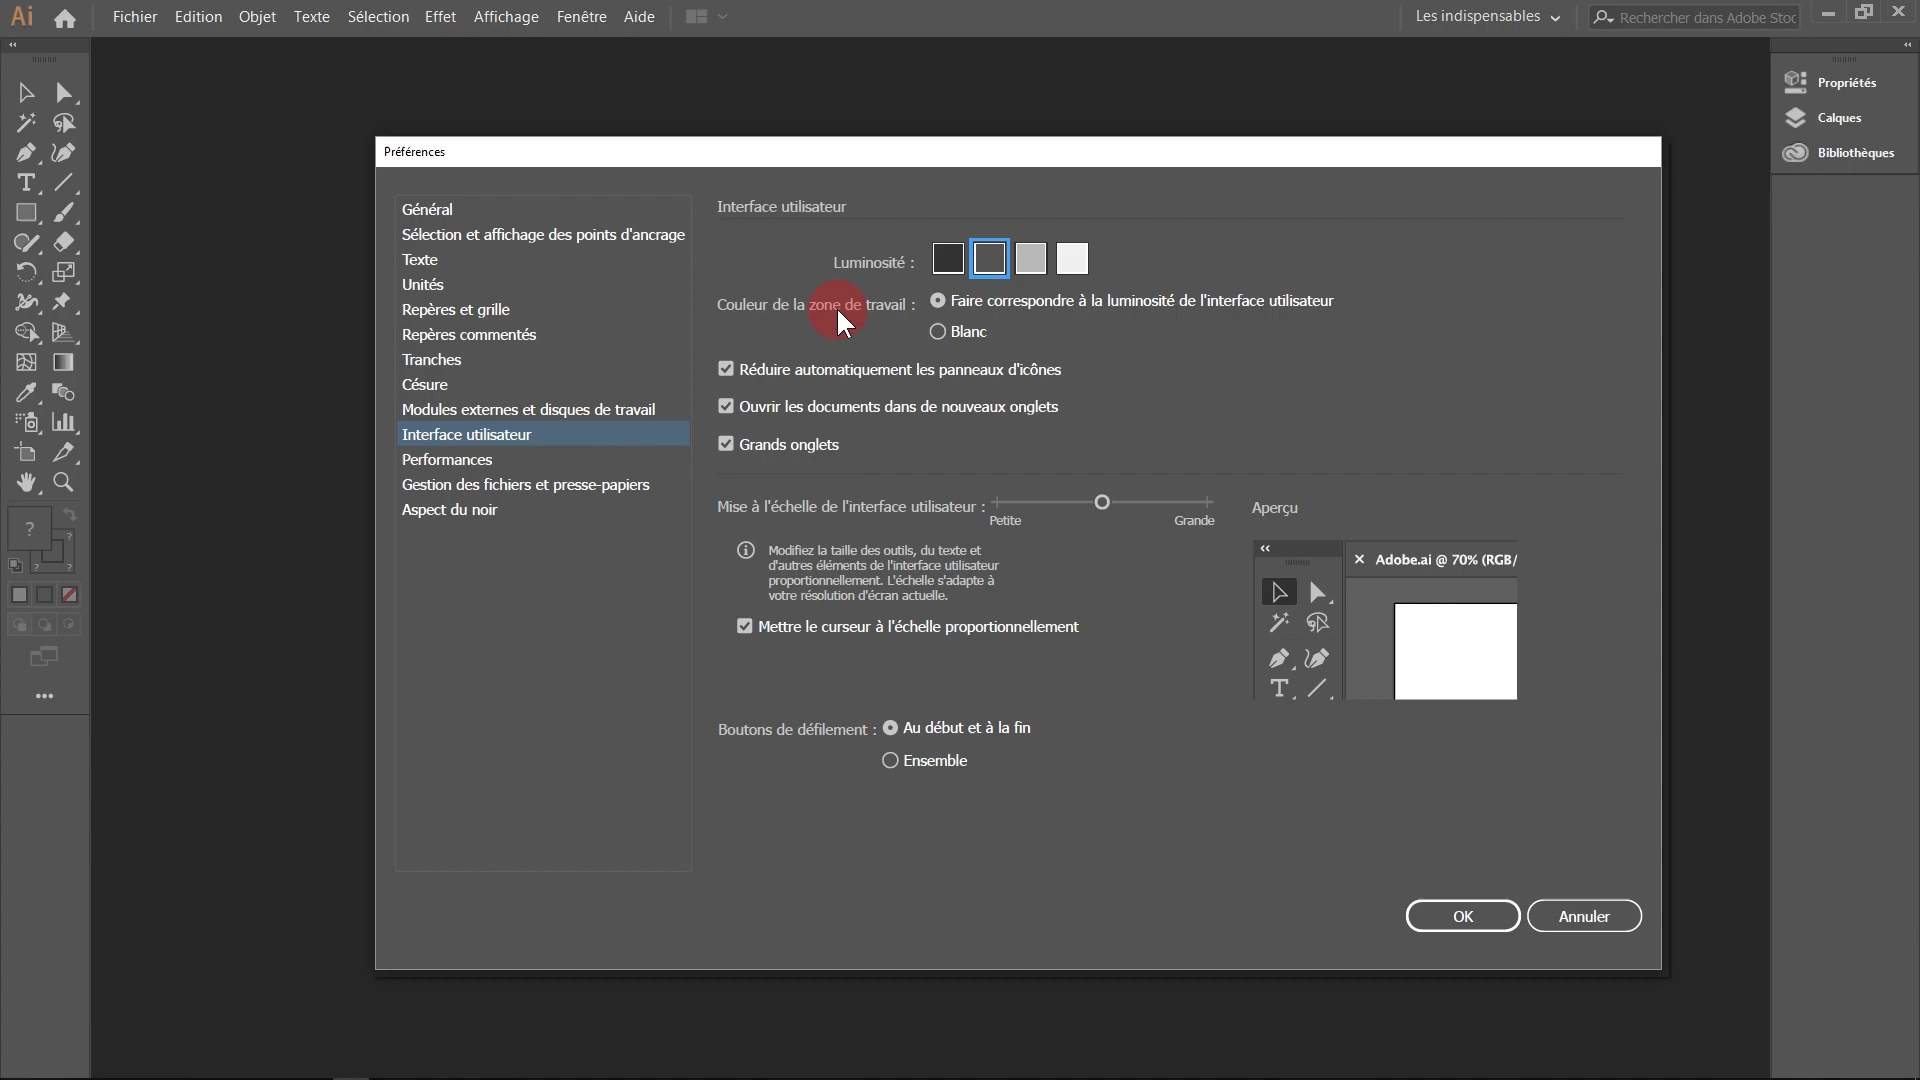 Ai
Fichier Edition Objet Texte Sélection Effet Affichage Fenêtre Aide
Les indispensables
Rechercher dans Adobe Stoc
Propriétés
Calques
Bibliothèques
Préférences
Général
Sélection et affichage des points d'ancrage
Texte
Unités
Repères et grille
Repères commentés
Tranches
Césure
Modules externes et disques de travail
Interface utilisateur
Performances
Gestion des fichiers et presse-papiers
Aspect du noir
Interface utilisateur
Luminosité :
Couleur de la zone de travail :
Faire correspondre à la luminosité de l'interface utilisateur
Blanc
Réduire automatiquement les panneaux d'icônes
Ouvrir les documents dans de nouveaux onglets
Grands onglets
Mise à l'échelle de l'interface utilisateur :
Petite Grande
Modifiez la taille des outils, du texte et
d'autres éléments de l'interface utilisateur
proportionnellement. L'échelle s'adapte à
votre résolution d'écran actuelle.
Mettre le curseur à l'échelle proportionnellement
Aperçu
Adobe.ai @ 70% (RGB/
Boutons de défilement :
Au début et à la fin
Ensemble
OK
Annuler